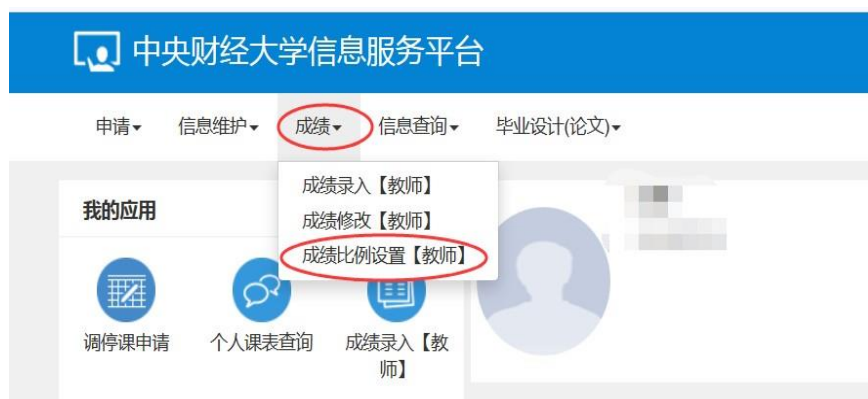 中央财经大学信息服务平台
申请 信息维护 成绩 信息查询 毕业设计(论文)
成绩录入【教师】
成绩修改【教师】
成绩比例设置【教师】
我的应用
调停课申请 个人课表查询 成绩录入【教
师】